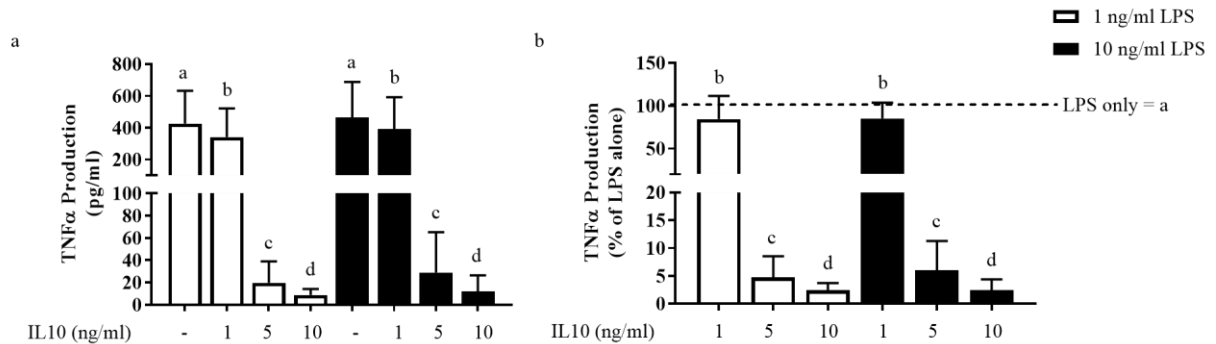 1 ng/ml LPS
10 ng/ml LPS
a
TNFα Production
(pg/ml)
800
600
400
200
100
80
60
40
20
0
a
b
c
d
a
b
c
d
IL10 (ng/ml)
- 1 5 10 - 1 5 10
b
TNFα Production
(% of LPS alone)
150
100
50
20
15
10
5
0
b
c
d
b
c
d
LPS only = a
IL10 (ng/ml)
1 5 10 1 5 10